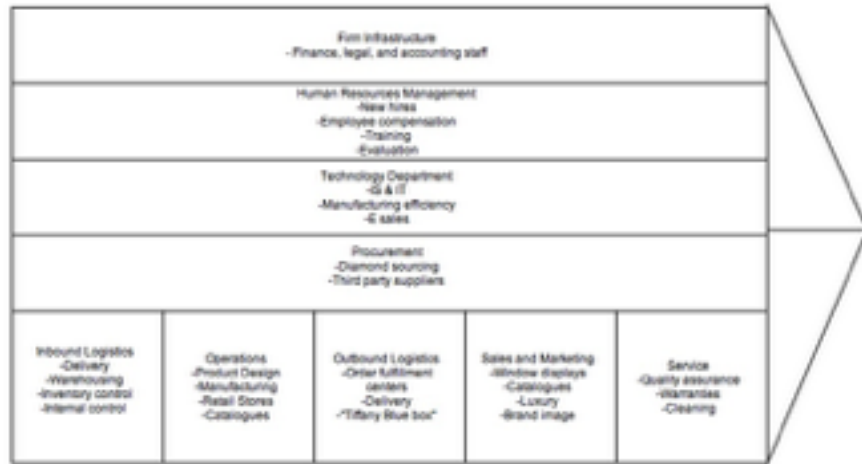 Firm Infrastructure
-Finance, legal, and accounting staff
Human Resources Management
-New hires
-Employee compensation
-Training
-Evaluation
Technology Department
-IS & IT
-Manufacturing efficiency
-E sales
Procurement
-Diamond sourcing
-Third party suppliers
Inbound Logistics
-Delivery
-Warehousing
-Inventory control
-Internal control
Operations
-Product Design
-Manufacturing
-Retail Stores
-Catalogues
Outbound Logistics
-Order fulfillment
centers
-Delivery
-"Tiffany Blue box"
Sales and Marketing
-Window displays
-Catalogues
-Luxury
-Brand image
Service
-Quality assurance
-Warranties
-Cleaning